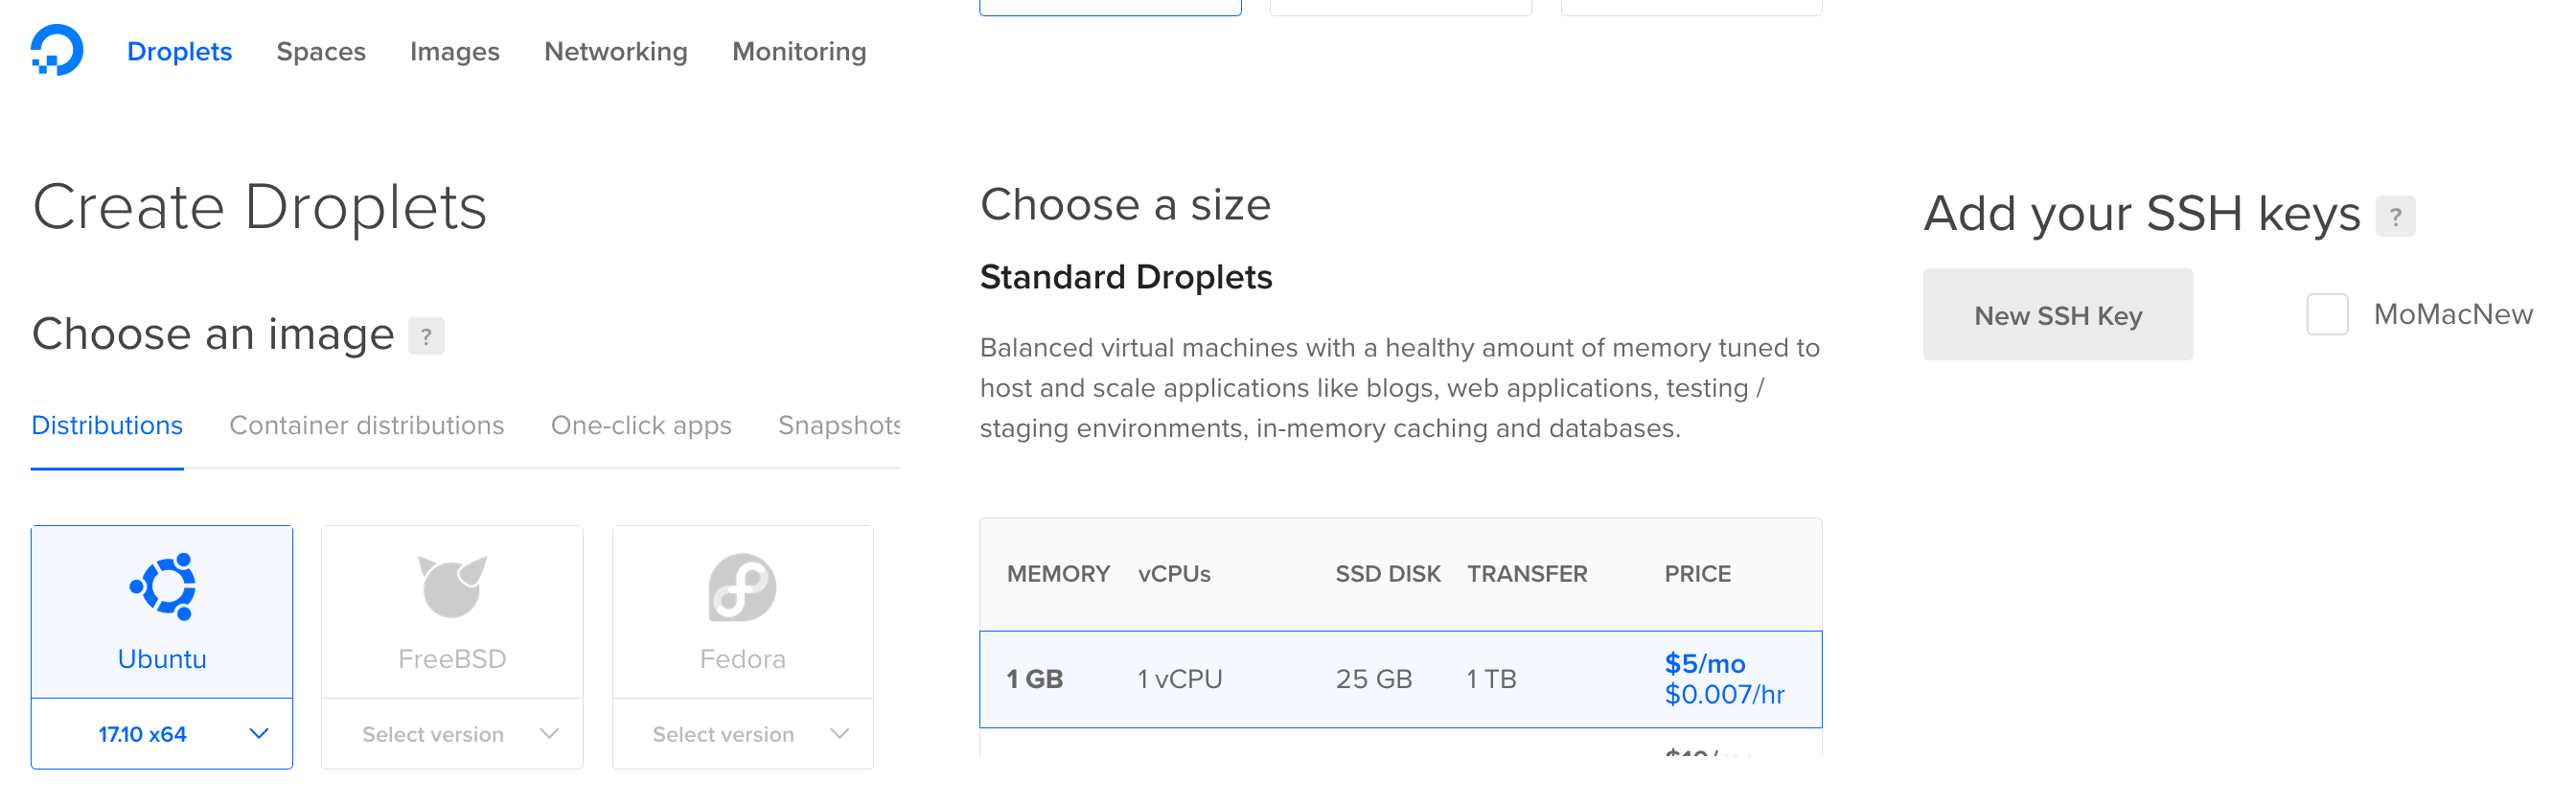 Droplets Spaces Images Networking Monitoring
Create Droplets
Choose an image ?
Distributions Container distributions One-click apps Snapshots
Ubuntu FreeBSD Fedora
17.10 x64 Select version Select version
Choose a size
Standard Droplets
Balanced virtual machines with a healthy amount of memory tuned to
host and scale applications like blogs, web applications, testing /
staging environments, in-memory caching and databases.
MEMORY vCPUs SSD DISK TRANSFER PRICE
1 GB 1 vCPU 25 GB 1 TB $5/mo
$0.007/hr
Add your SSH keys ?
New SSH Key MoMacNew